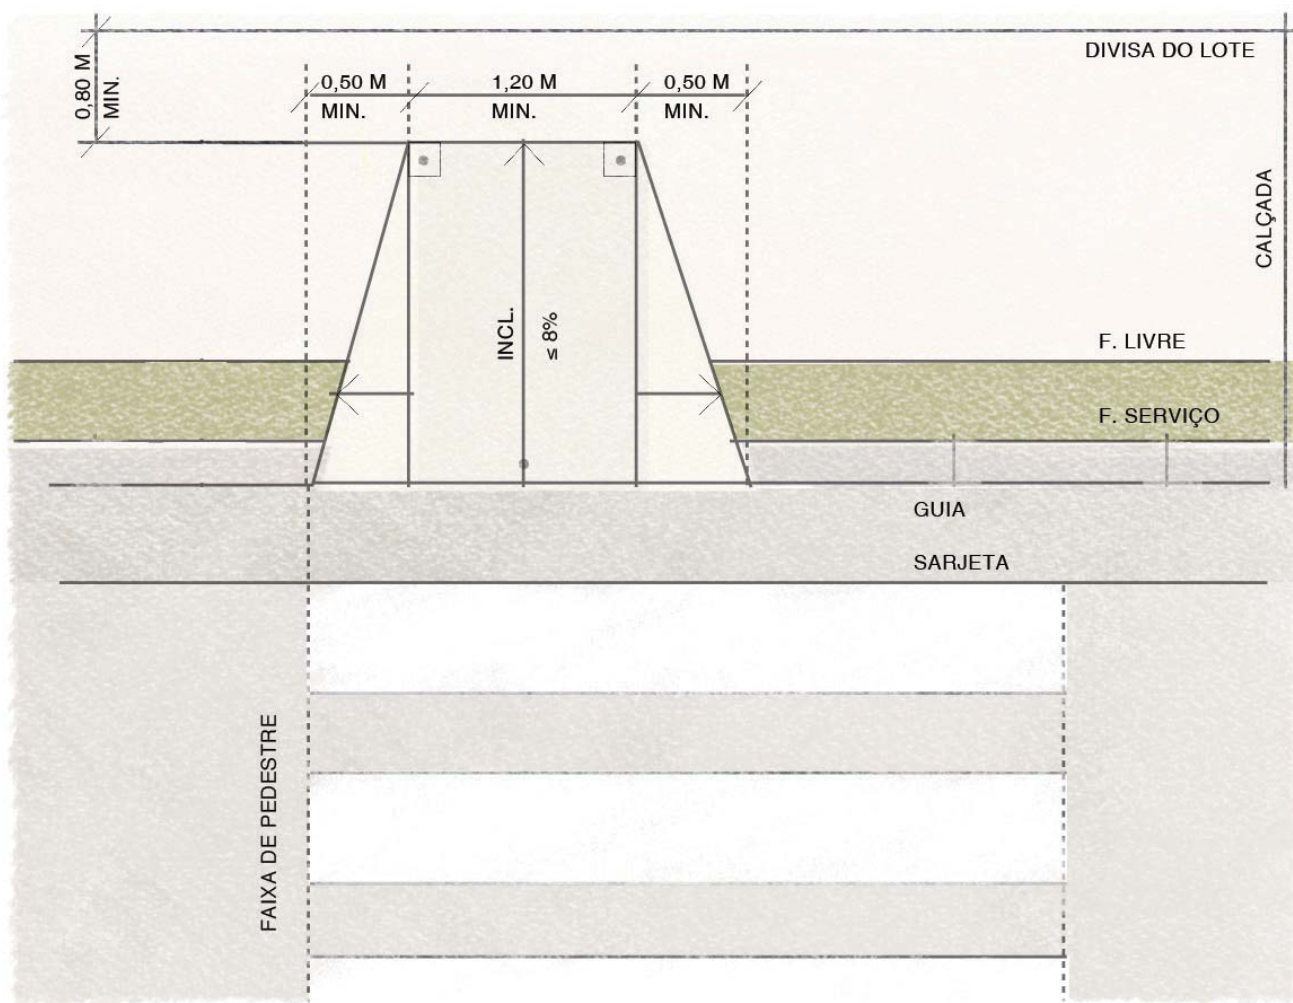 DIVISA DO LOTE
0,80 M
MIN.
0,50 M
MIN.
1,20 M
MIN.
0,50 M
MIN.
CALÇADA
INCL.
≤ 8%
F. LIVRE
F. SERVIÇO
GUIA
SARJETA
FAIXA DE PEDESTRE